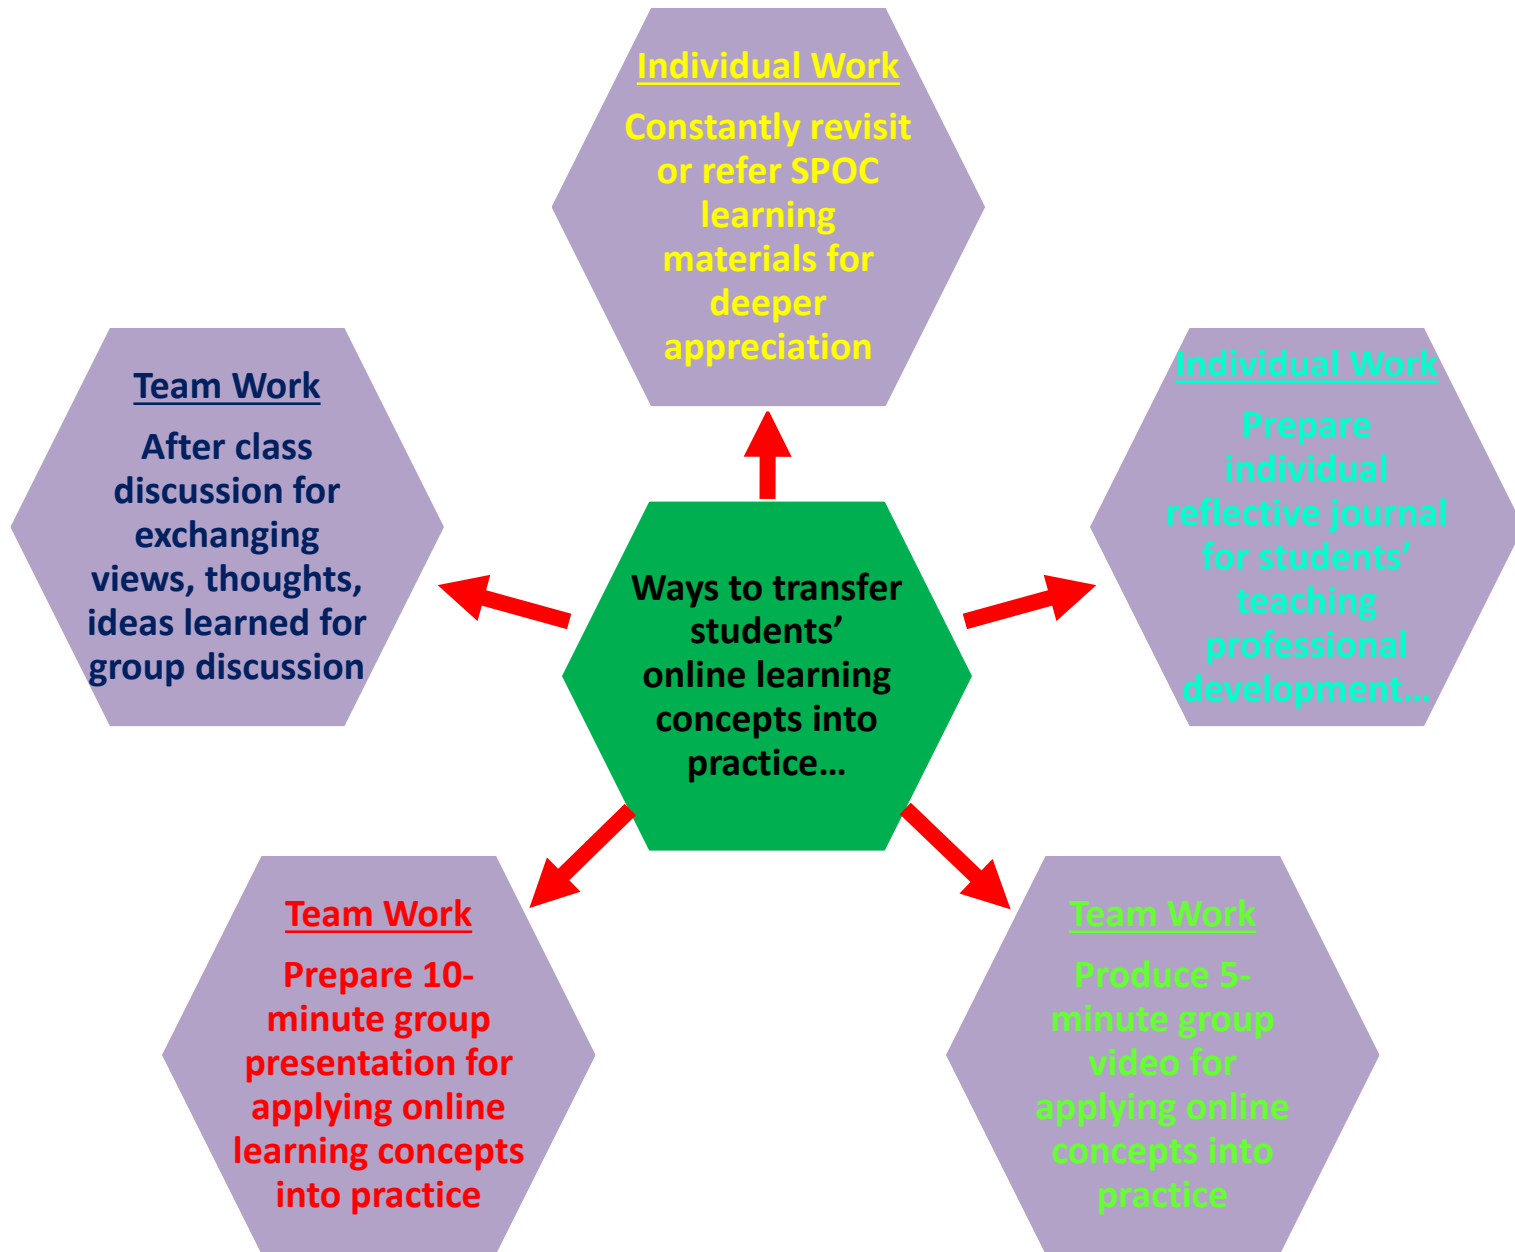 Individual Work
Constantly revisit
or refer SPOC
learning
materials for
deeper
appreciation
Team Work
After class
discussion for
exchanging
views, thoughts,
ideas learned for
group discussion
Individual Work
Prepare
individual
reflective journal
for students’
teaching
professional
development...
Ways to transfer
students’
online learning
concepts into
practice...
Team Work
Prepare 10-
minute group
presentation for
applying online
learning concepts
into practice
Team Work
Produce 5-
minute group
video for
applying online
concepts into
practice